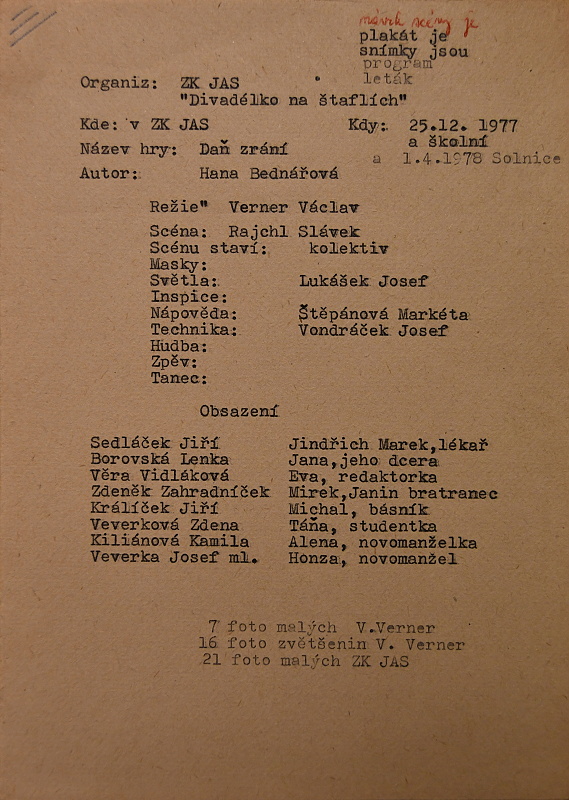 návrh scény je
plakát je
snímky jsou
program
leták
Organiz: ZK JAS
"Divadélko na štaflích"
Kde: v ZK JAS Kdy: 25.12. 1977
a školní
Název hry: Daň zrání
a 1.4.1978 Solnice
Autor: Hana Bednářová
Režie" Verner Václav
Scéna: Rajchl Slávek
Scénu staví: kolektiv
Masky:
Světla: Lukášek Josef
Inspice:
Nápověda: Štěpánová Markéta
Technika: Vondráček Josef
Hudba:
Zpěv:
Tanec:
Obsazení
Sedláček Jiří Jindřich Marek,lékař
Borovská Lenka Jana,jeho dcera
Věra Vidláková Eva, redaktorka
Zdeněk Zahradníček Mirek,Janin bratranec
Králíček Jiří Michal, básník
Veverková Zdena Táňa, studentka
Kiliánová Kamila Alena, novomanželka
Veverka Josef ml. Honza, novomanžel
7 foto malých V.Verner
16 foto zvětšenin V. Verner
21 foto malých ZK JAS